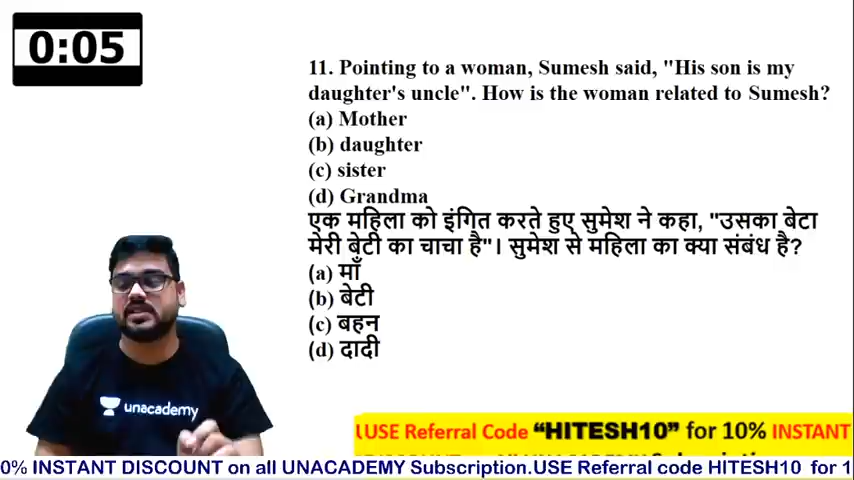 0:05
11. Pointing to a woman, Sumesh said, "His son is my
daughter's uncle". How is the woman related to Sumesh?
(a) Mother
(b) daughter
(c) sister
(d) Grandma
एक महिला को इंगित करते हुए सुमेश ने कहा, "उसका बेटा
मेरी बेटी का चाचा है"। सुमेश से महिला का क्या संबंध है?
(a) माँ
(b) बेटी
(c) बहन
(d) दादी
unacademy
USE Referral Code “HITESH10” for 10% INSTANT
0% INSTANT DISCOUNT on all UNACADEMY Subscription.USE Referral code HITESH10 for 1